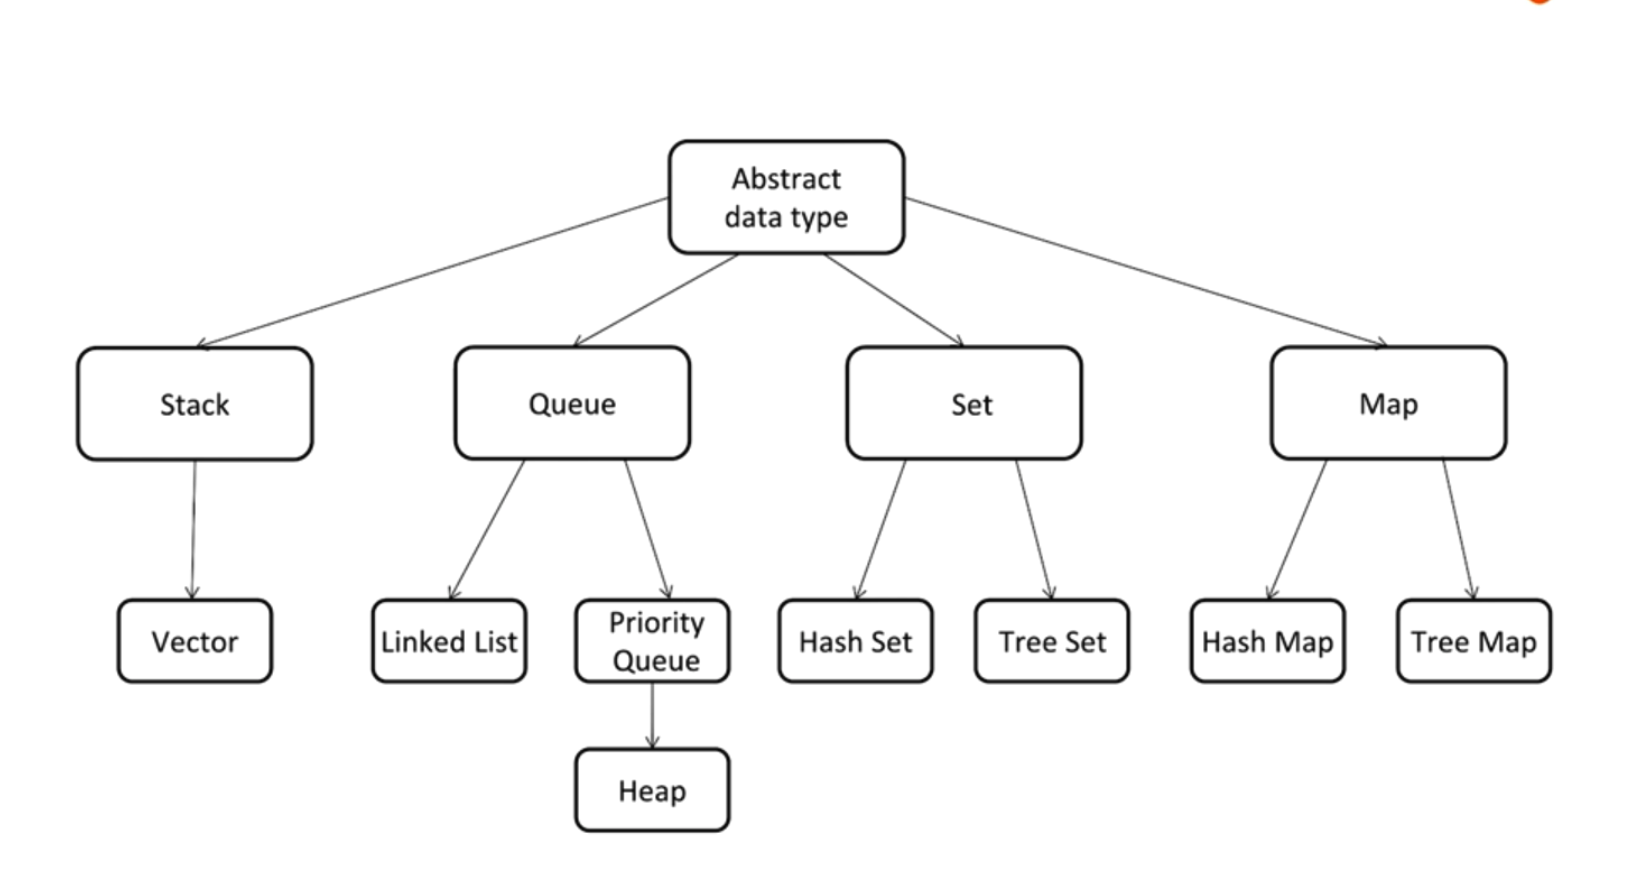 Abstract
data type
Stack
Queue
Set
Map
Vector
Linked List
Priority
Queue
Hash Set
Tree Set
Hash Map
Tree Map
Heap